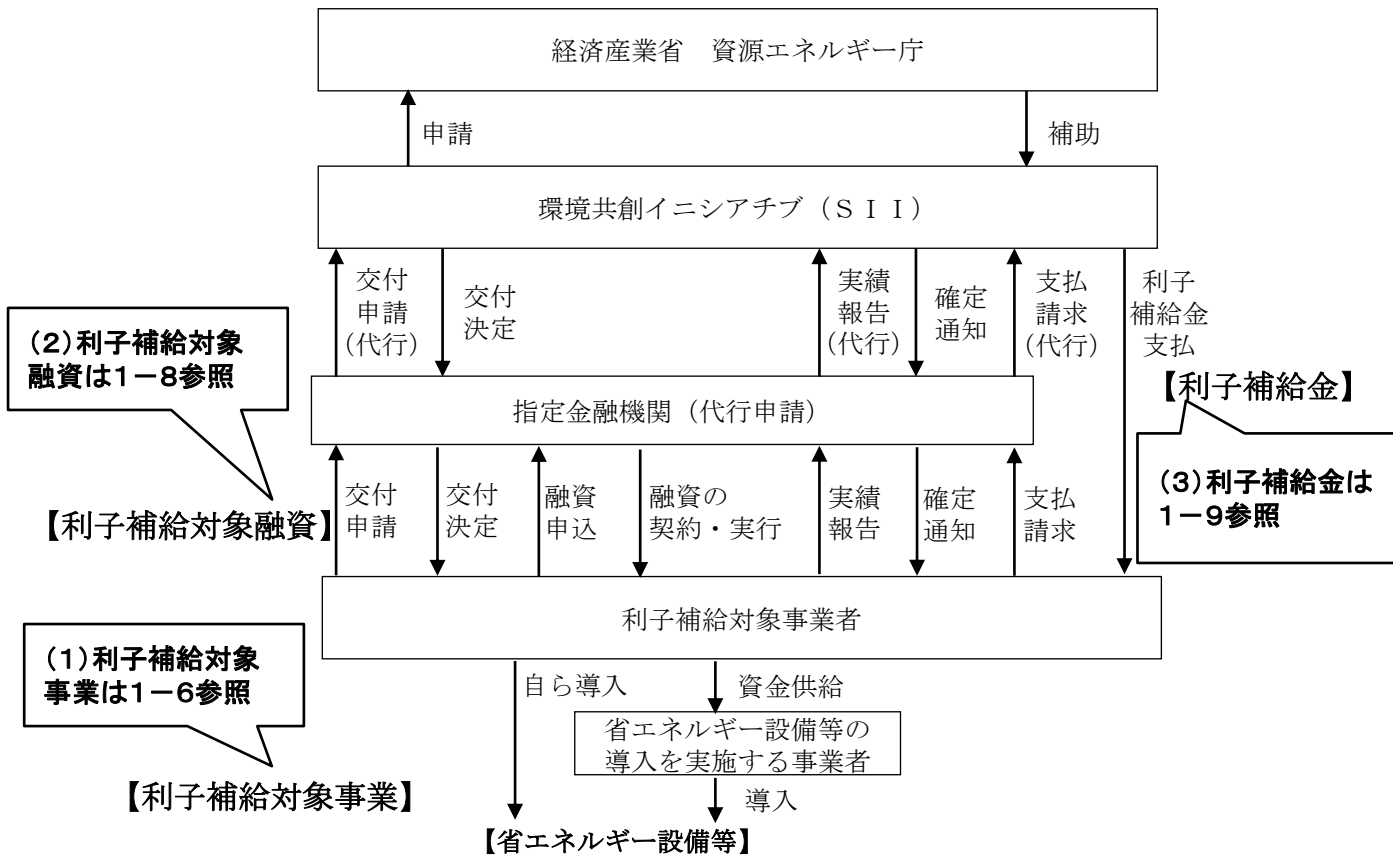 経済産業省　資源エネルギー庁
申請
補助
環境共創イニシアチブ（ＳＩＩ）
交付
申請
(代行)
交付
決定
実績
報告
(代行)
確定
通知
支払
請求
(代行)
利子
補給金
支払
(2)利子補給対象
融資は1－8参照
【利子補給金】
指定金融機関（代行申請）
(3)利子補給金は
1－9参照
【利子補給対象融資】
交付
申請
交付
決定
融資
申込
融資の
契約・実行
実績
報告
確定
通知
支払
請求
利子補給対象事業者
(1)利子補給対象
事業は1－6参照
自ら導入
資金供給
省エネルギー設備等の
導入を実施する事業者
【利子補給対象事業】
導入
【省エネルギー設備等】